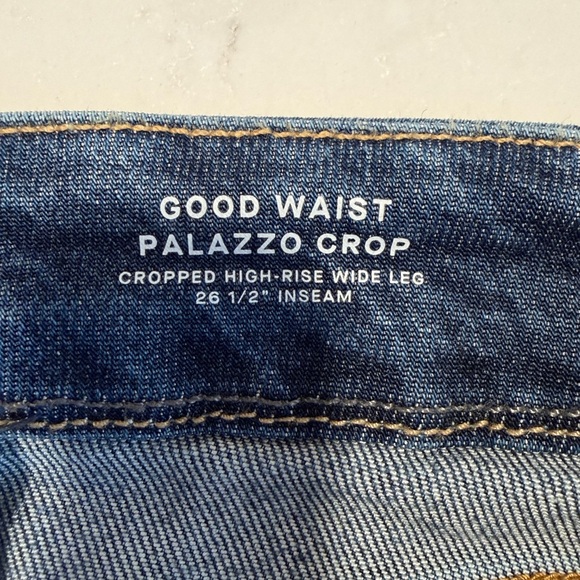 GOOD WAIST
PALAZZO CROP
CROPPED HIGH-RISE WIDE LEG
26 1/2" INSEAM